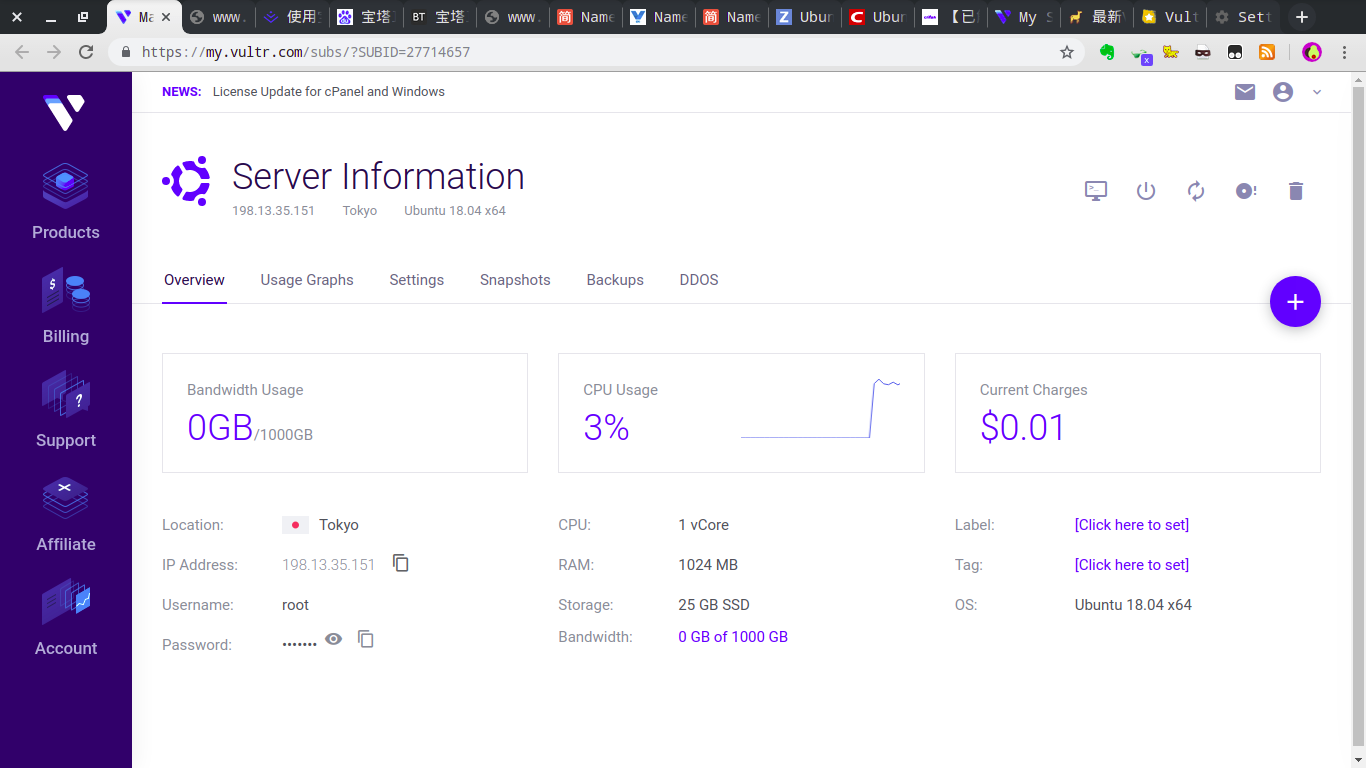 Ma
www.
使用
宝塔
BT 宝塔
www.
简 Name
Name
简 Name
Z Ubun
C Ubun
My S
最新
Vult
Sett
https://my.vultr.com/subs/?SUBID=27714657
NEWS: License Update for cPanel and Windows
Server Information
198.13.35.151 Tokyo Ubuntu 18.04 x64
Products
Billing
Support
Affiliate
Account
Overview Usage Graphs Settings Snapshots Backups DDOS
Bandwidth Usage
0GB/1000GB
CPU Usage
3%
Current Charges
$0.01
Location: Tokyo
IP Address: 198.13.35.151
Username: root
Password: •••••••
CPU: 1 vCore
RAM: 1024 MB
Storage: 25 GB SSD
Bandwidth: 0 GB of 1000 GB
Label: [Click here to set]
Tag: [Click here to set]
OS: Ubuntu 18.04 x64